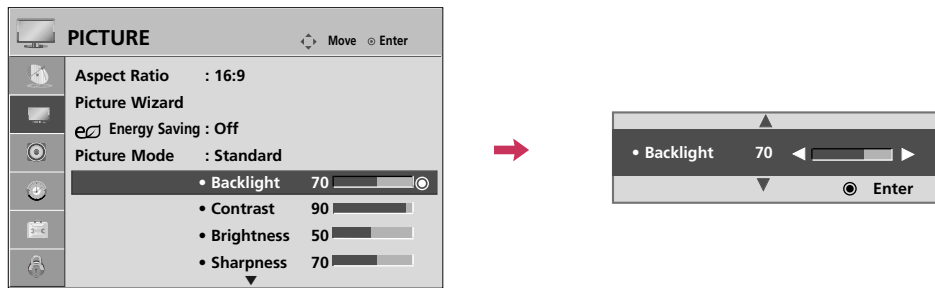 PICTURE Move Enter
Aspect Ratio : 16:9
Picture Wizard
Energy Saving : Off
Picture Mode : Standard
• Backlight 70
• Contrast 90
• Brightness 50
• Sharpness 70
• Backlight 70
Enter